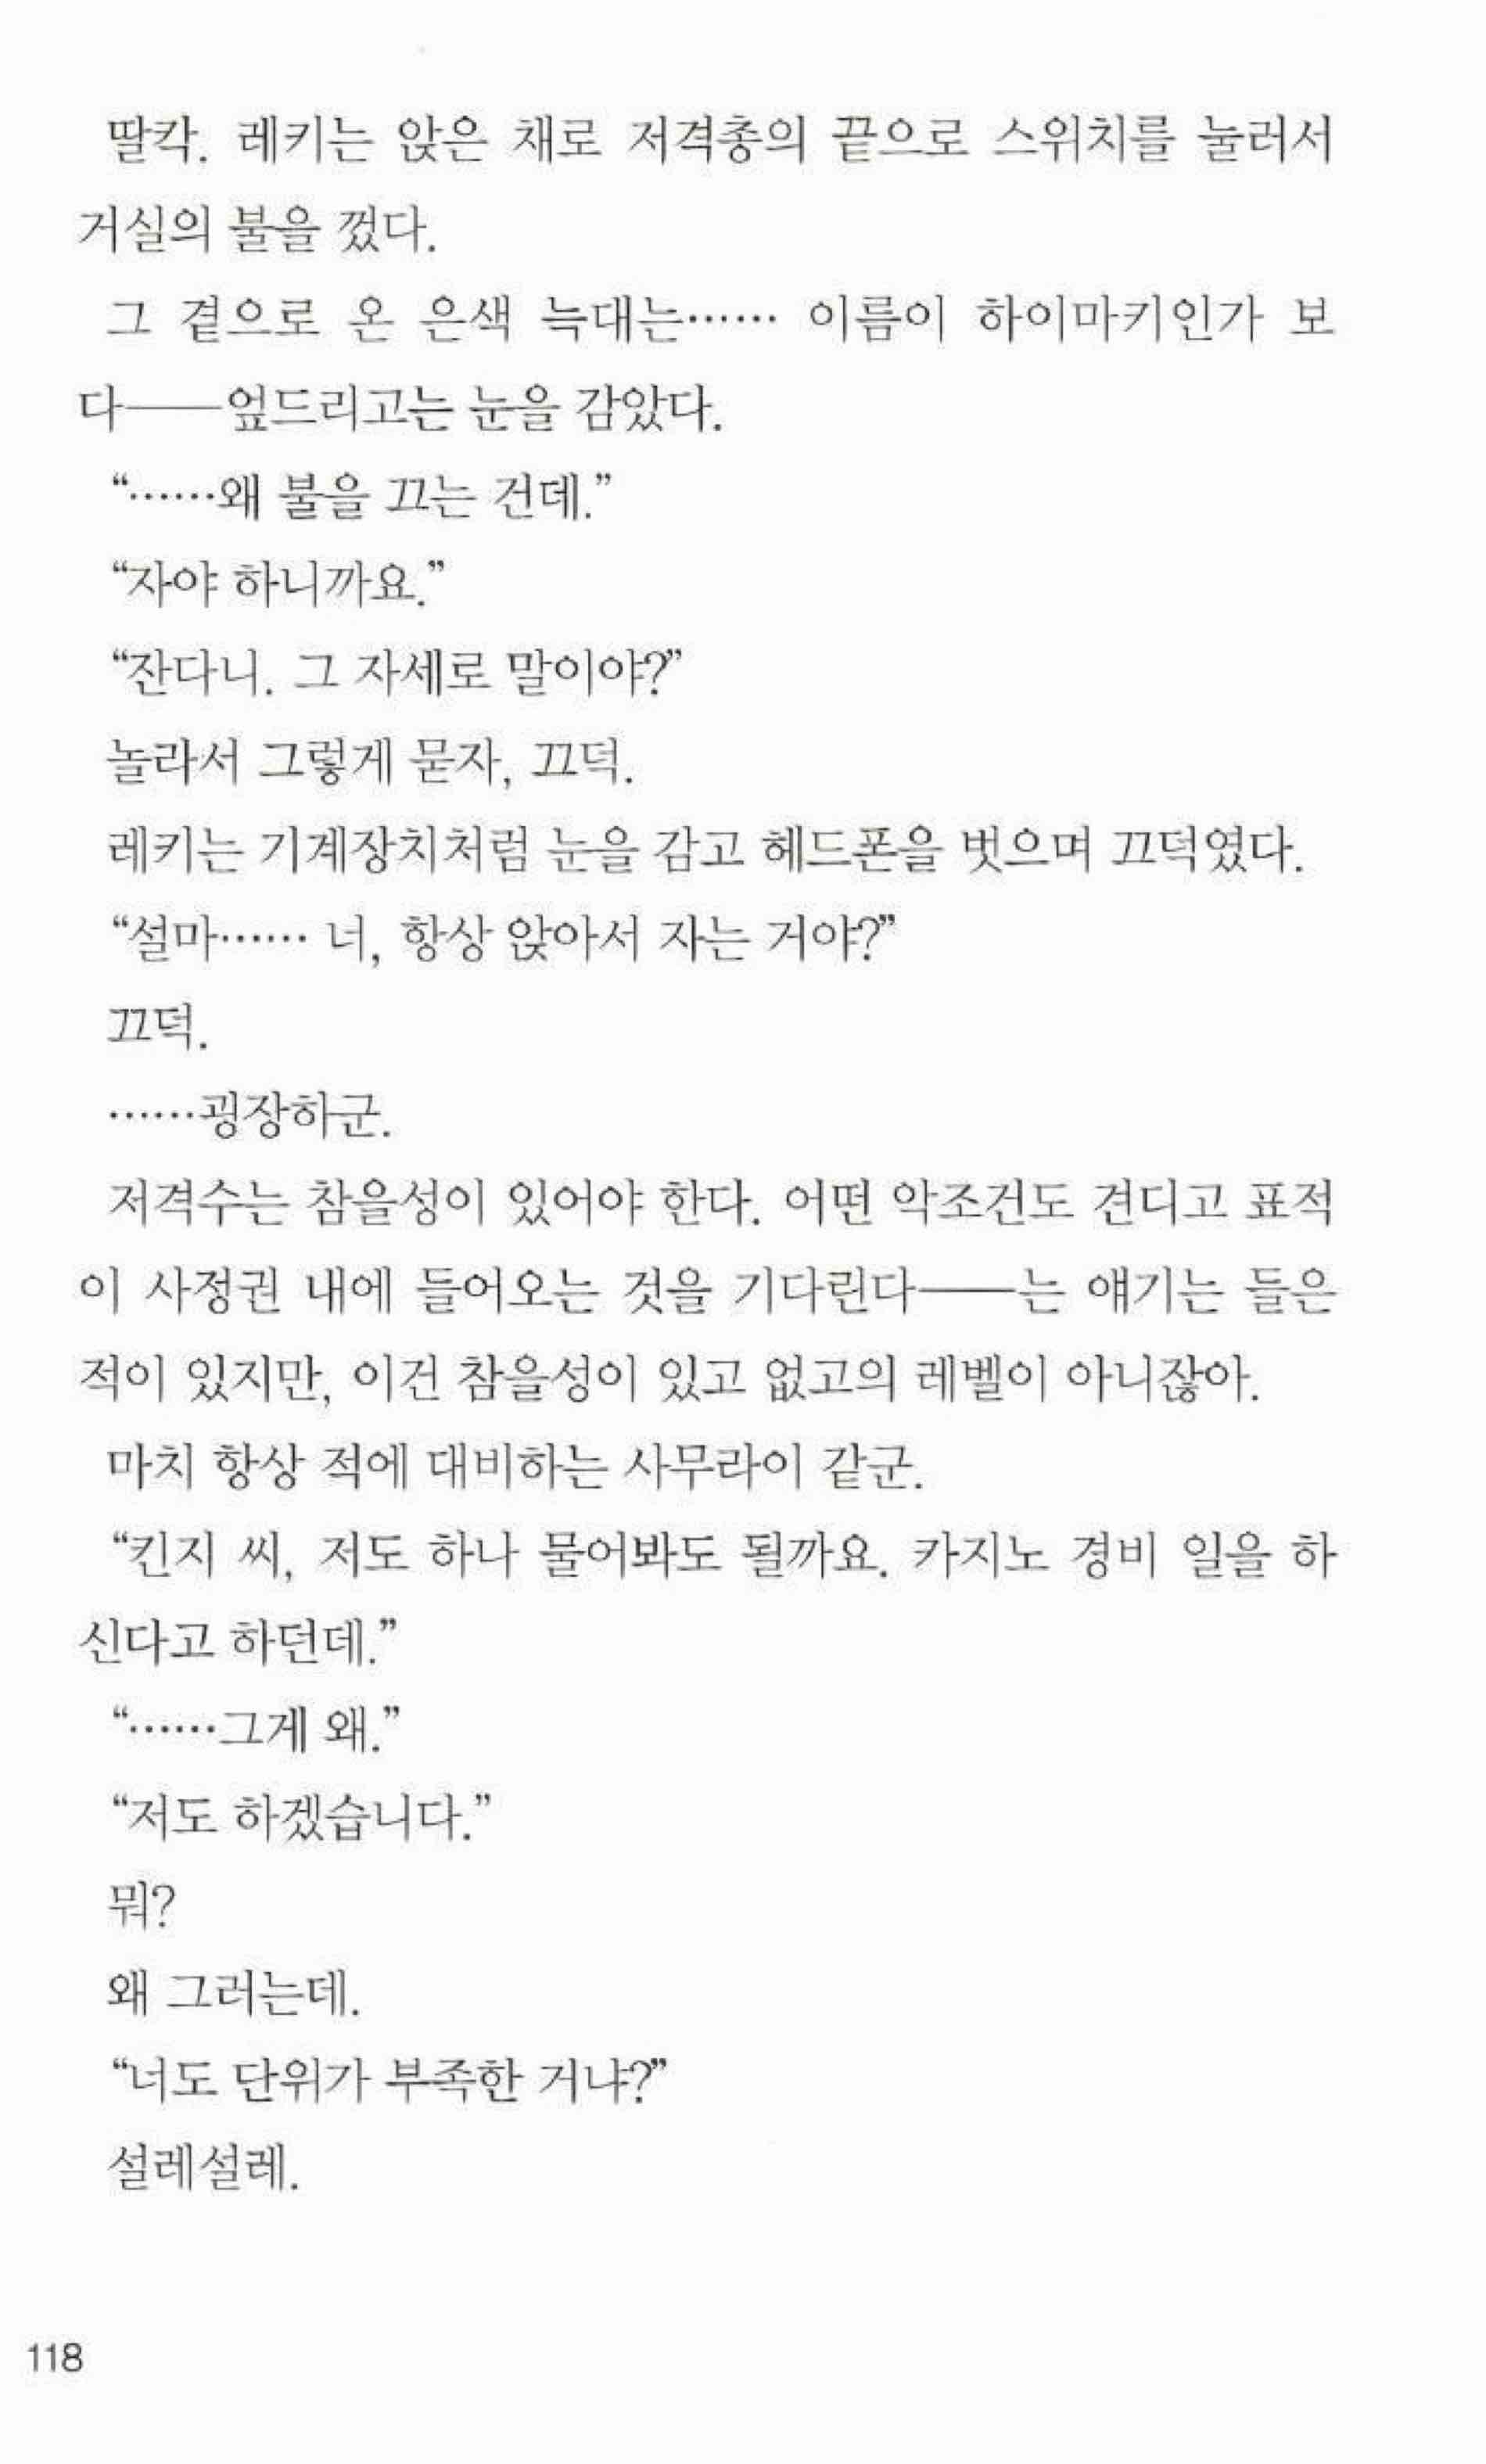 딸칵. 레키는 앉은 채로 저격총의 끝으로 스위치를 눌러서
거실의 불을 껐다.
그 곁으로 온 은색 늑대는…… 이름이 하이마키인가 보
다――엎드리고는 눈을 감았다.
“……왜 불을 끄는 건데.”
“자야 하니까요.”
“잔다니. 그 자세로 말이야?”
놀라서 그렇게 묻자, 끄덕.
레키는 기계장치처럼 눈을 감고 헤드폰을 벗으며 끄덕였다.
“설마…… 너, 항상 앉아서 자는 거야?”
끄덕.
……굉장하군.
저격수는 참을성이 있어야 한다. 어떤 악조건도 견디고 표적
이 사정권 내에 들어오는 것을 기다린다――는 얘기는 들은
적이 있지만, 이건 참을성이 있고 없고의 레벨이 아니잖아.
마치 항상 적에 대비하는 사무라이 같군.
“킨지 씨, 저도 하나 물어봐도 될까요. 카지노 경비 일을 하
신다고 하던데.”
“……그게 왜.”
“저도 하겠습니다.”
뭐?
왜 그러는데.
“너도 단위가 부족한 거냐?”
설레설레.
118